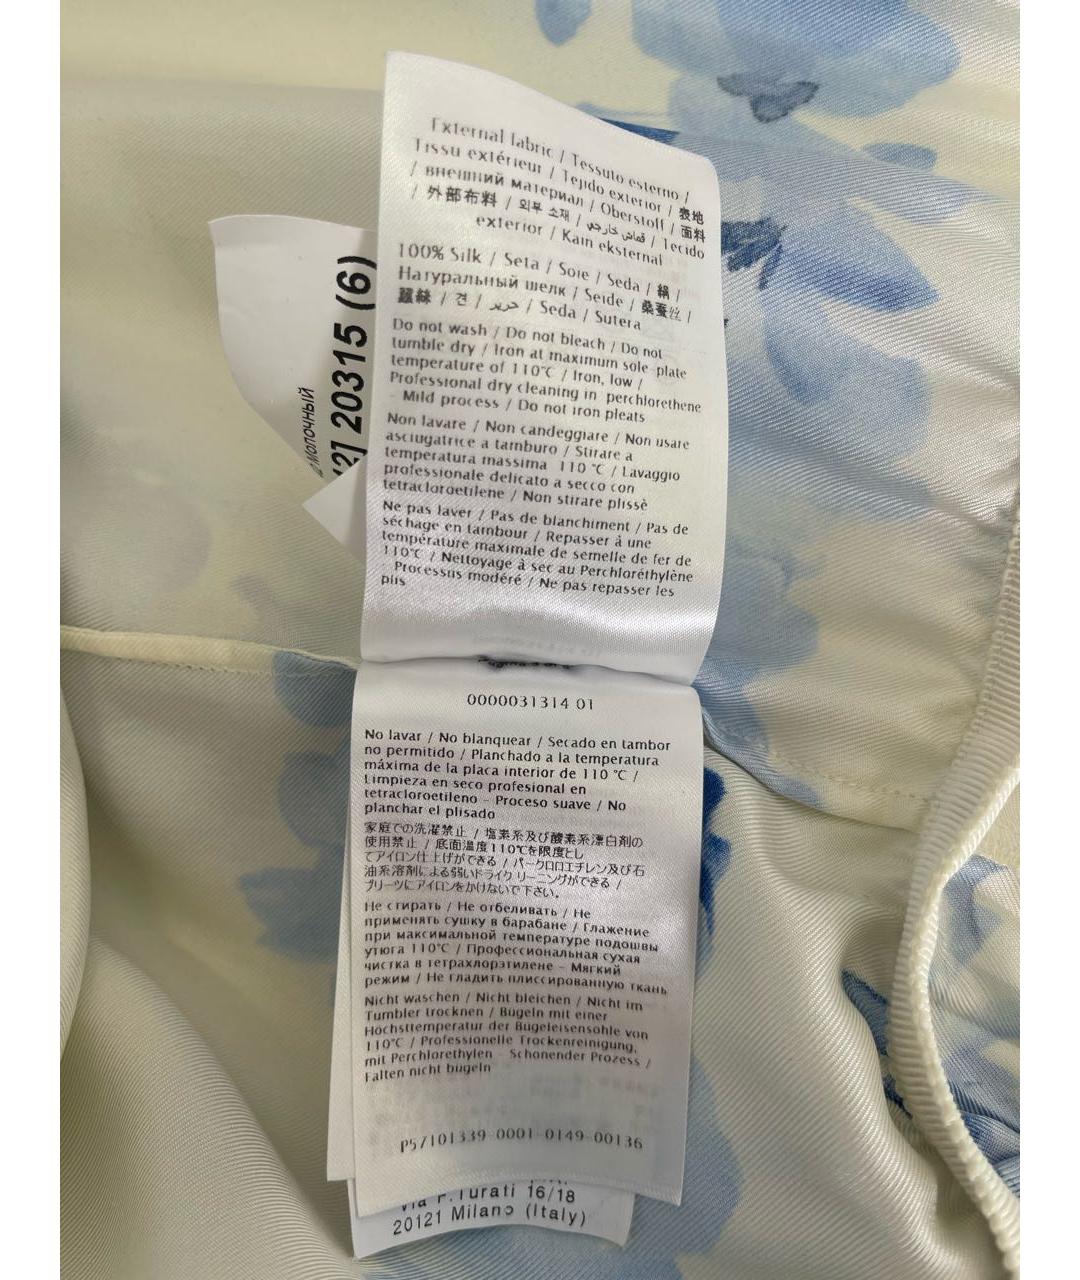 External fabric / Tessuto esterno /
Tissu extérieur / Tejido exterior / 表地
/ внешний материал / Oberstoff / 面料
/ 外部布料 / 외부 소재 / قماش خارجي / Tecido
exterior / Kain eksternal
100% Silk / Seta / Soie / Seda / 絹 /
Натуральный шелк / Seide / 桑蚕丝 /
蠶絲 / 견 / حرير / Seda / Sutera
Do not wash / Do not bleach / Do not
tumble dry / Iron at maximum sole-plate
temperature of 110°C / Iron, low /
Professional dry cleaning in perchlorethene
- Mild process / Do not iron pleats
Non lavare / Non candeggiare / Non usare
asciugatrice a tamburo / Stirare a
temperatura massima 110 °C / Lavaggio
professionale delicato a secco con
tetracloroetilene / Non stirare plissè
Ne pas laver / Pas de blanchiment / Pas de
séchage en tambour / Repasser à une
température maximale de semelle de fer de
110°C / Nettoyage à sec au Perchloréthylène
- Processus modéré / Ne pas repasser les
plis
2] 20315 (6)
Молочный
0000031314 01
No lavar / No blanquear / Secado en tambor
no permitido / Planchado a la temperatura
máxima de la placa interior de 110 °C /
Limpieza en seco profesional en
tetracloroetileno - Proceso suave / No
planchar el plisado
家庭での洗濯禁止 / 塩素系及び酸素系漂白剤の
使用禁止 / 底面温度110℃を限度とし
てアイロン仕上げができる / パークロロエチレン及び石
油系溶剤による弱いドライクリーニングができる /
プリーツにアイロンをかけないで下さい。
Не стирать / Не отбеливать / Не
применять сушку в барабане / Глажение
при максимальной температуре подошвы
утюга 110°C / Профессиональная сухая
чистка в тетрахлорэтилене - Мягкий
режим / Не гладить плиссированную ткань
Nicht waschen / Nicht bleichen / Nicht im
Tumbler trocknen / Bügeln mit einer
Höchsttemperatur der Bügeleisensohle von
110°C / Professionelle Trockenreinigung,
mit Perchlorethylen - Schonender Prozess /
Falten nicht bügeln
P57101339-0001-0149-00136
Via F.Turati 16/18
20121 Milano (Italy)